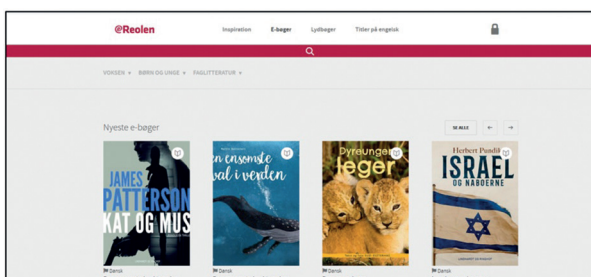 @Reolen
Inspiration E-bøger Lydbøger Titler på engelsk
VOKSEN BØRN OG UNGE FAGLITTERATUR
Nyeste e-bøger
SE ALLE
JAMES
PATTERSON
KAT OG MUS
en ensomste
val i verden
Dyreunger
leger
Herbert Pundik
ISRAEL
OG NABOERNE
Dansk Dansk Dansk Dansk